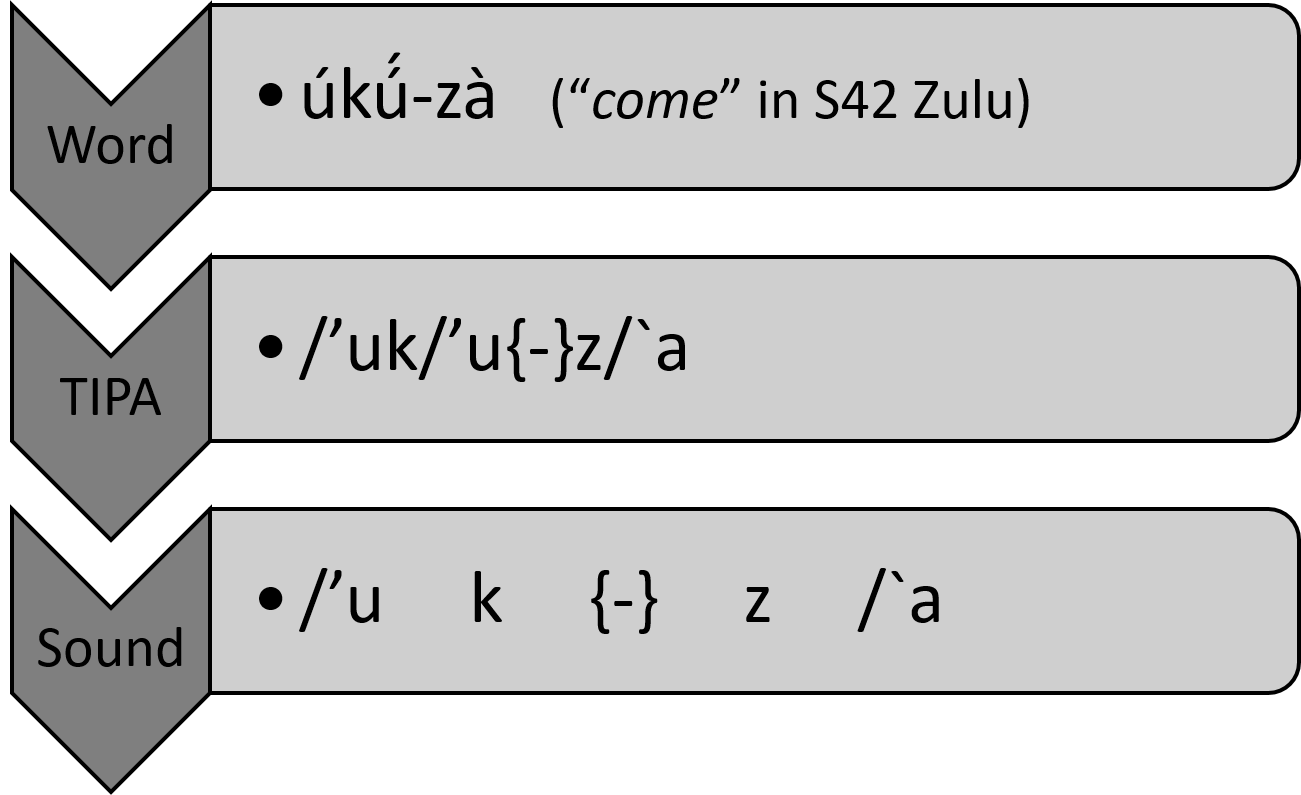 Word
• úkú́-zà (“come” in S42 Zulu)
TIPA
• /’uk/’u{-}z/`a
Sound
• /’u k {-} z /`a